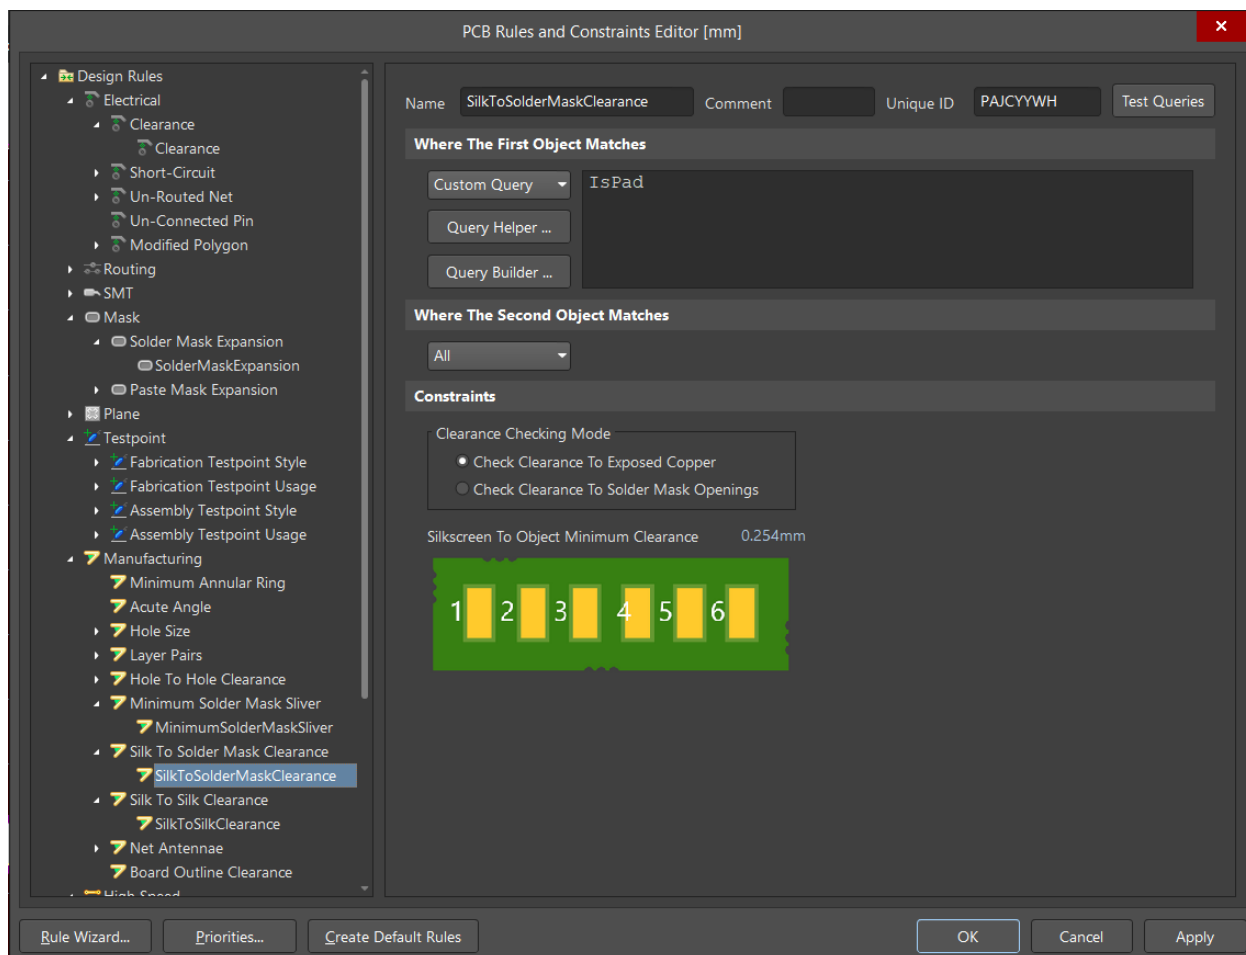 PCB Rules and Constraints Editor [mm]
Design Rules
Electrical
Clearance
Clearance
Short-Circuit
Un-Routed Net
Un-Connected Pin
Modified Polygon
Routing
SMT
Mask
Solder Mask Expansion
SolderMaskExpansion
Paste Mask Expansion
Plane
Testpoint
Fabrication Testpoint Style
Fabrication Testpoint Usage
Assembly Testpoint Style
Assembly Testpoint Usage
Manufacturing
Minimum Annular Ring
Acute Angle
Hole Size
Layer Pairs
Hole To Hole Clearance
Minimum Solder Mask Sliver
MinimumSolderMaskSliver
Silk To Solder Mask Clearance
SilkToSolderMaskClearance
Silk To Silk Clearance
SilkToSilkClearance
Net Antennae
Board Outline Clearance
High Speed
Name SilkToSolderMaskClearance Comment Unique ID PAJCYYWH Test Queries
Where The First Object Matches
Custom Query IsPad
Query Helper ...
Query Builder ...
Where The Second Object Matches
All
Constraints
Clearance Checking Mode
Check Clearance To Exposed Copper
Check Clearance To Solder Mask Openings
Silkscreen To Object Minimum Clearance 0.254mm
1 2 3 4 5 6
Rule Wizard... Priorities... Create Default Rules OK Cancel Apply